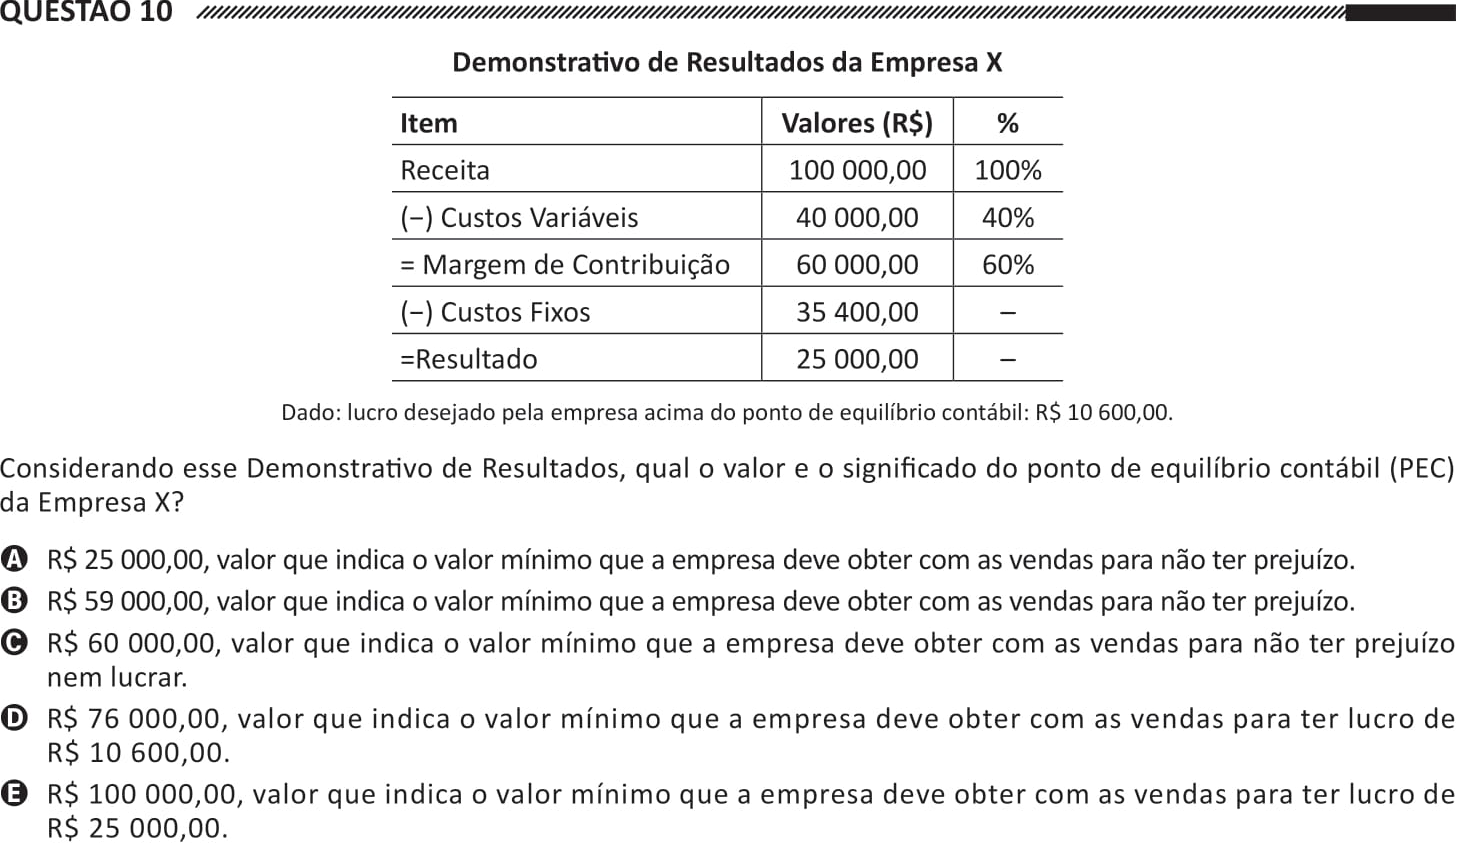 QUESTÃO 10
Demonstrativo de Resultados da Empresa X
Item Valores (R$) %
Receita 100 000,00 100%
(−) Custos Variáveis 40 000,00 40%
= Margem de Contribuição 60 000,00 60%
(−) Custos Fixos 35 400,00 –
=Resultado 25 000,00 –
Dado: lucro desejado pela empresa acima do ponto de equilíbrio contábil: R$ 10 600,00.
Considerando esse Demonstrativo de Resultados, qual o valor e o significado do ponto de equilíbrio contábil (PEC)
da Empresa X?
A R$ 25 000,00, valor que indica o valor mínimo que a empresa deve obter com as vendas para não ter prejuízo.
B R$ 59 000,00, valor que indica o valor mínimo que a empresa deve obter com as vendas para não ter prejuízo.
C R$ 60 000,00, valor que indica o valor mínimo que a empresa deve obter com as vendas para não ter prejuízo
nem lucrar.
D R$ 76 000,00, valor que indica o valor mínimo que a empresa deve obter com as vendas para ter lucro de
R$ 10 600,00.
E R$ 100 000,00, valor que indica o valor mínimo que a empresa deve obter com as vendas para ter lucro de
R$ 25 000,00.